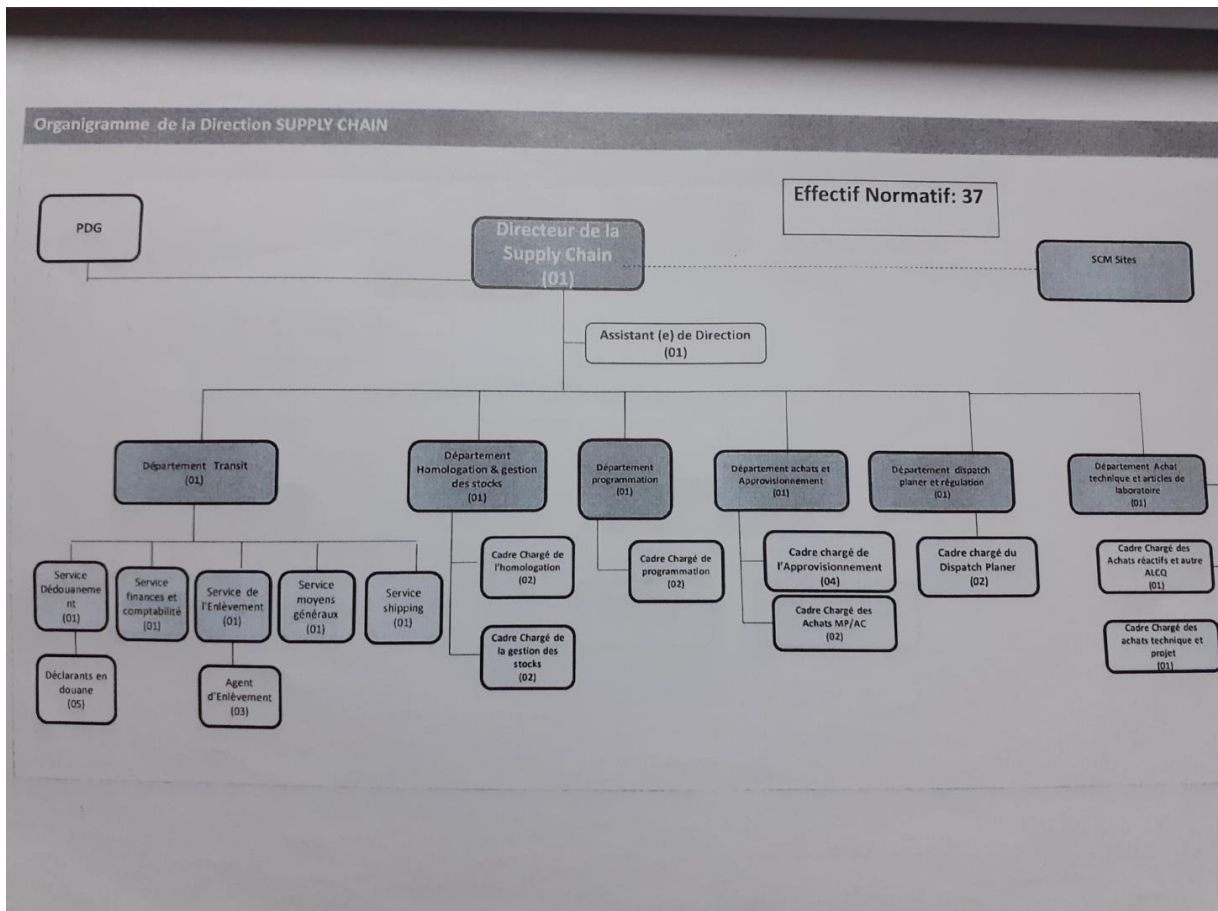 Organigramme de la Direction SUPPLY CHAIN
Effectif Normatif: 37
PDG
Directeur de la
Supply Chain
(01)
SCM Sites
Assistant (e) de Direction
(01)
Département Transit
(01)
Département
Homologation & gestion
des stocks
(01)
Département
programmation
(01)
Département achats et
Approvisionnement
(01)
Département dispatch
planer et régulation
(01)
Département Achat
technique et articles de
laboratoire
(01)
Service
Dédouaneme
nt
(01)
Service
finances et
comptabilité
(01)
Service de
l'Enlèvement
(01)
Service
moyens
généraux
(01)
Service
shipping
(01)
Cadre Chargé de
l'homologation
(02)
Cadre Chargé de
programmation
(02)
Cadre chargé de
l'Approvisionnement
(04)
Cadre chargé du
Dispatch Planer
(02)
Cadre Chargé des
Achats réactifs et autre
ALCQ
(01)
Déclarants en
douane
(05)
Agent
d'Enlèvement
(03)
Cadre Chargé de
la gestion des
stocks
(02)
Cadre Chargé des
Achats MP/AC
(02)
Cadre Chargé des
achats technique et
projet
(01)